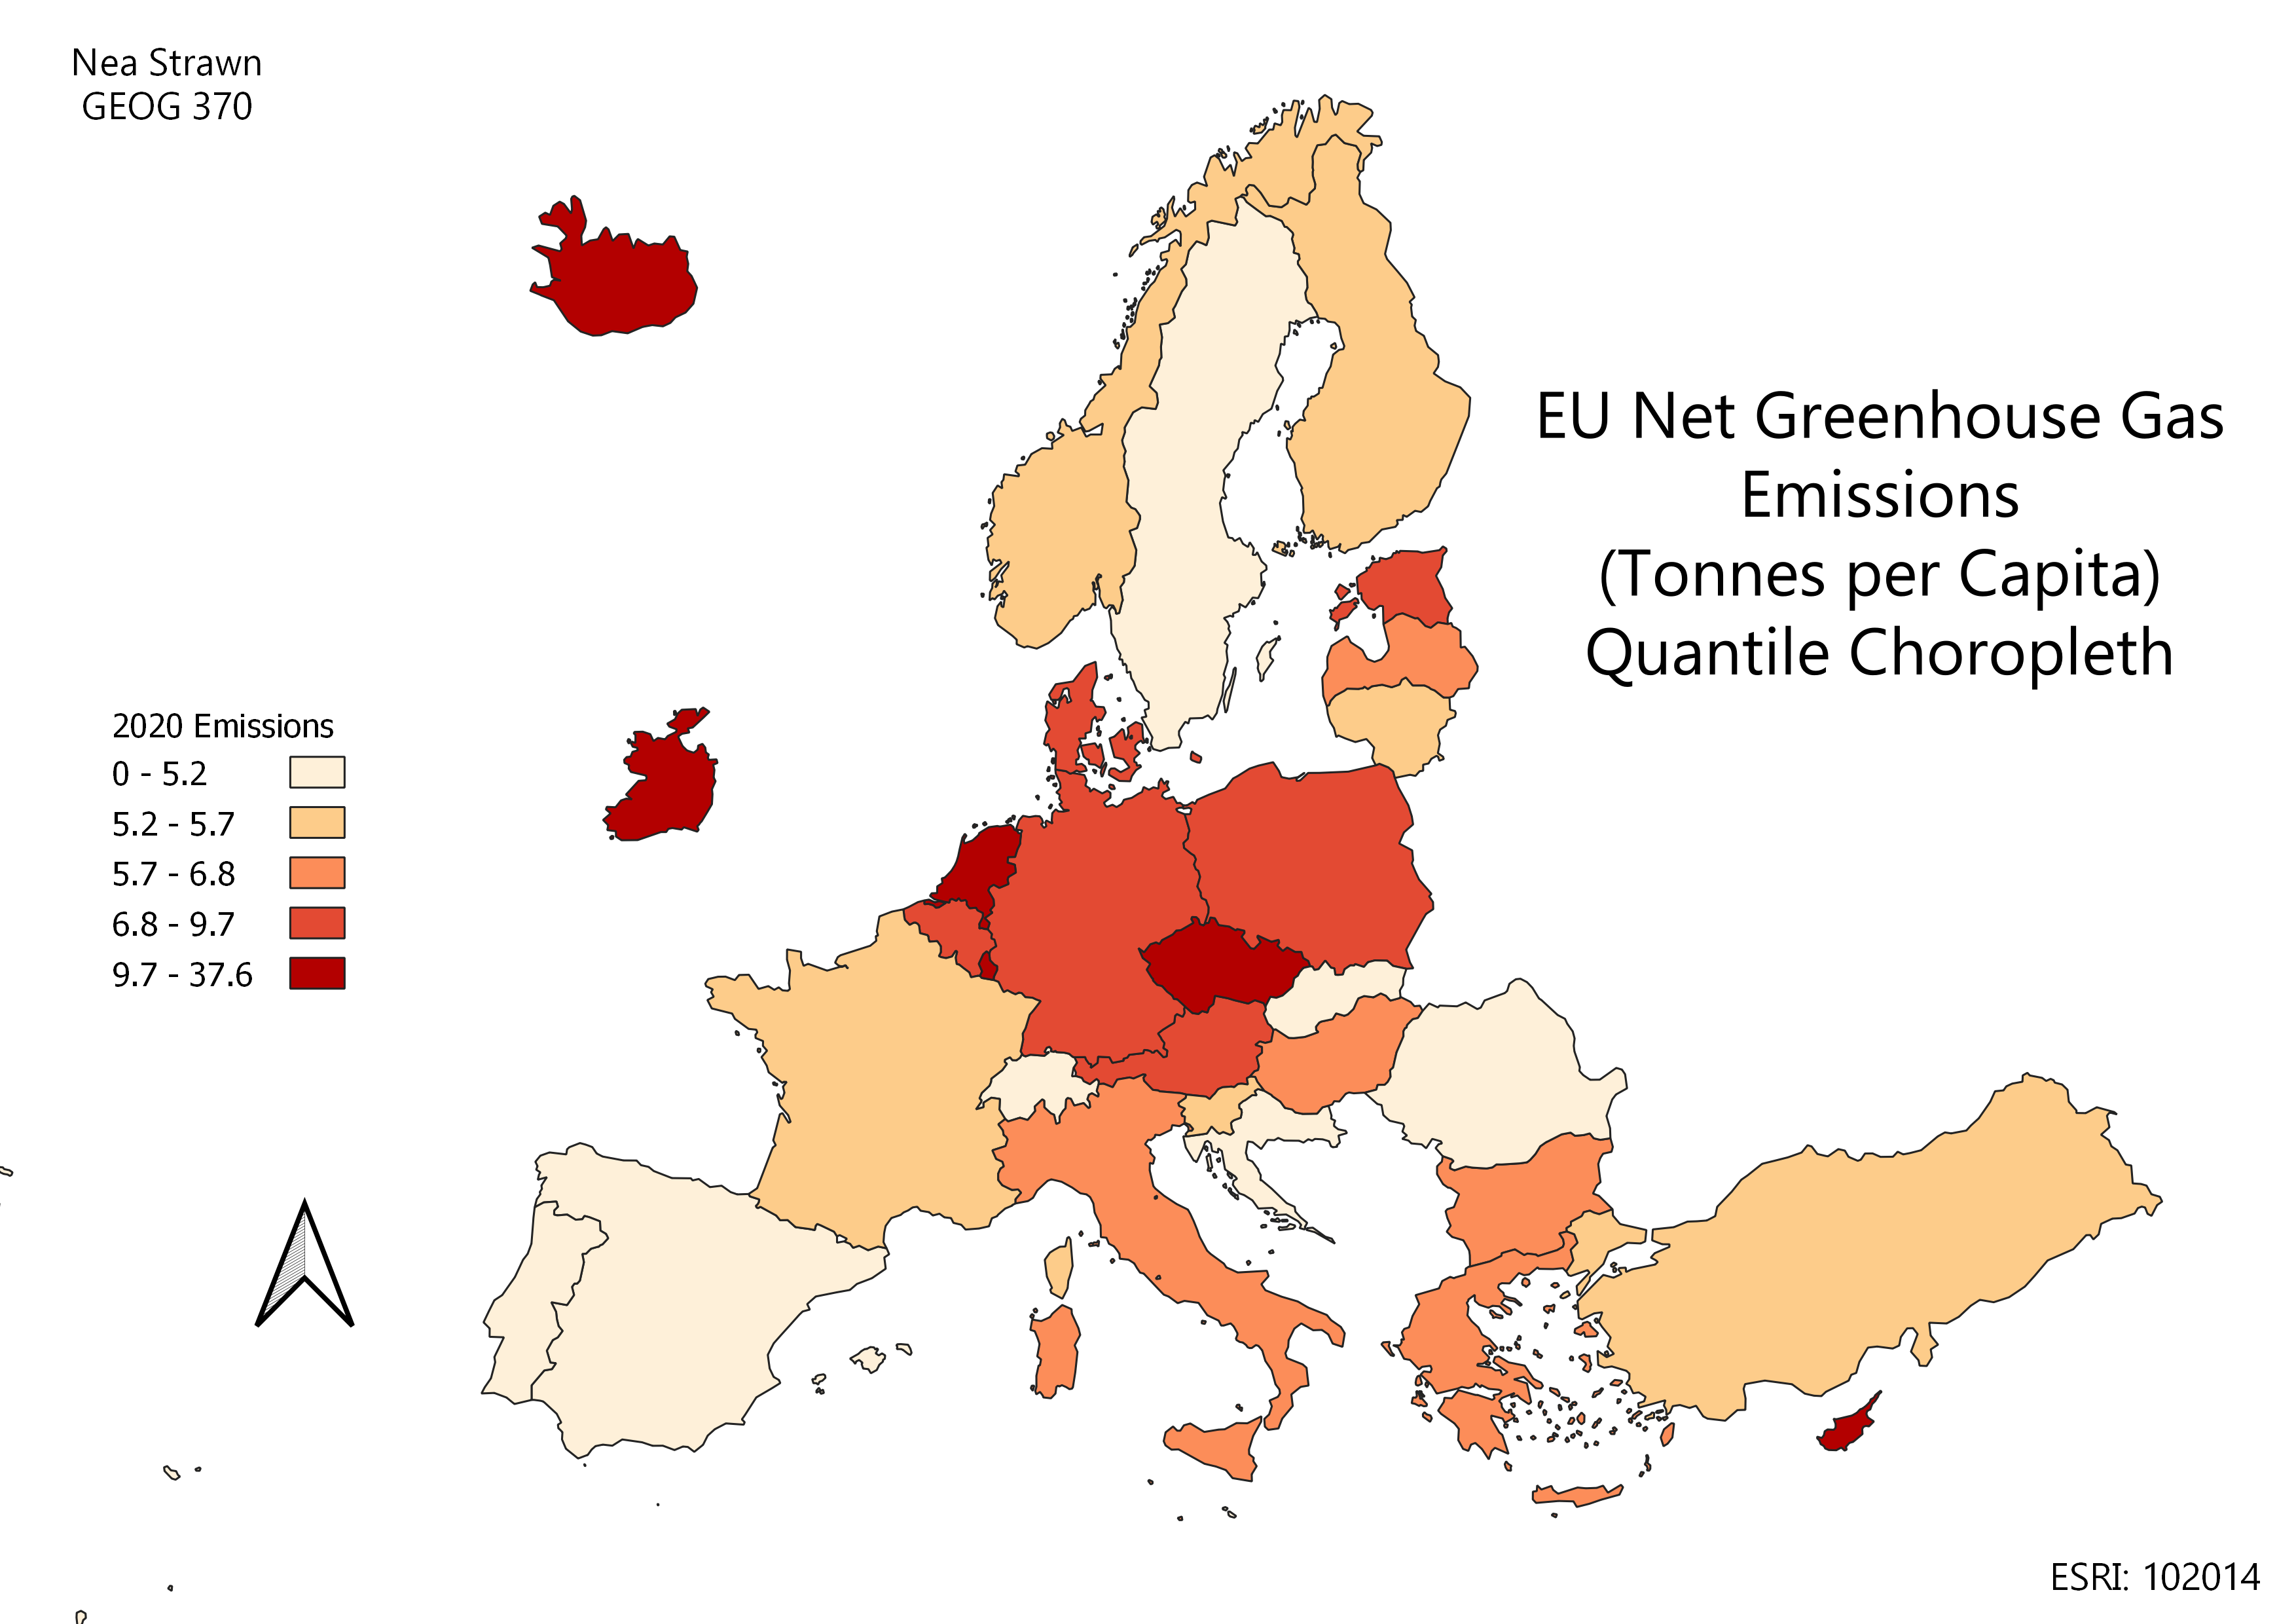 Nea Strawn
GEOG 370
EU Net Greenhouse Gas
Emissions
(Tonnes per Capita)
Quantile Choropleth
2020 Emissions
0 - 5.2
5.2 - 5.7
5.7 - 6.8
6.8 - 9.7
9.7 - 37.6
ESRI: 102014